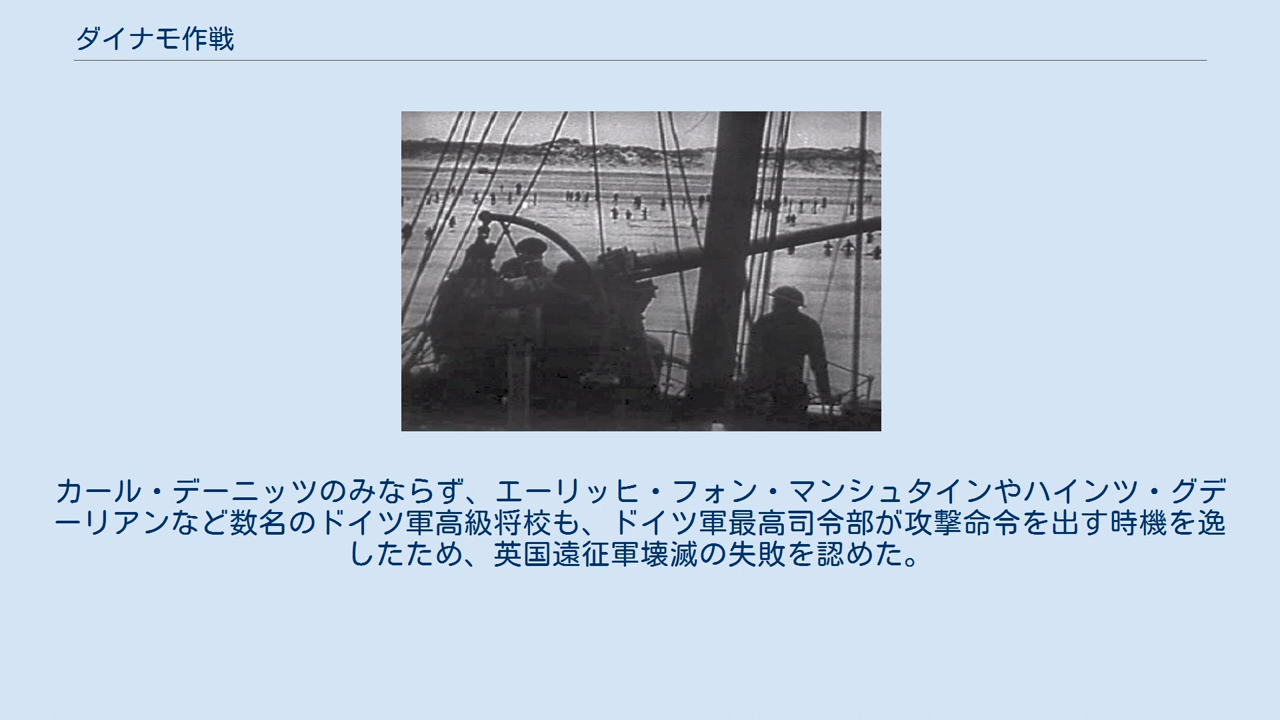 ダイナモ作戦
カール・デーニッツのみならず、エーリッヒ・フォン・マンシュタインやハインツ・グデ
ーリアンなど数名のドイツ軍高級将校も、ドイツ軍最高司令部が攻撃命令を出す時機を逸
したため、英国遠征軍壊滅の失敗を認めた。